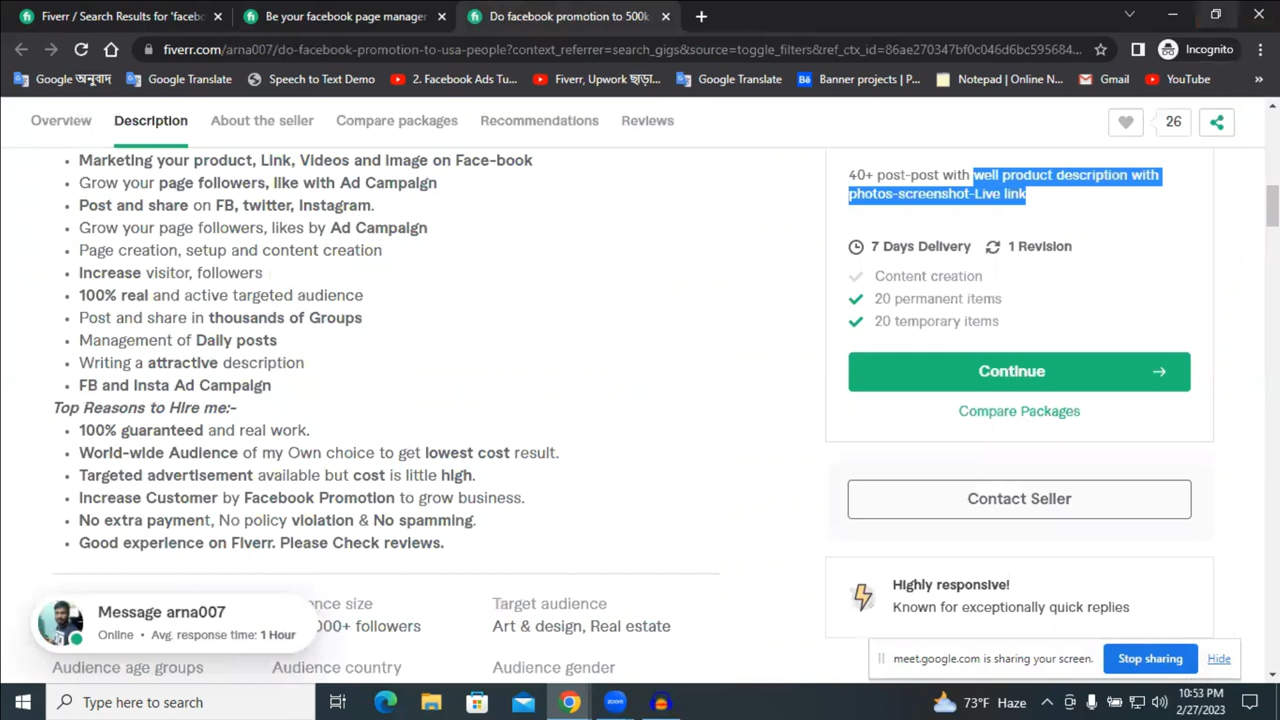 Fiverr / Search Results for 'facebo
Be your facebook page manager
Do facebook promotion to 500k
fiverr.com/arna007/do-facebook-promotion-to-usa-people?context_referrer=search_gigs&source=toggle_filters&ref_ctx_id=86ae270347bf0c046d6bc595684...
Incognito
Google অনুবাদ
Google Translate
Speech to Text Demo
2. Facebook Ads Tu...
Fiverr, Upwork ছাড়া...
Google Translate
Banner projects | P...
Notepad | Online N...
Gmail
YouTube
»
Overview
Description
About the seller
Compare packages
Recommendations
Reviews
26
Marketing your product, Link, Videos and Image on Face-book
Grow your page followers, like with Ad Campaign
Post and share on FB, twitter, Instagram.
Grow your page followers, likes by Ad Campaign
Page creation, setup and content creation
Increase visitor, followers
100% real and active targeted audience
Post and share in thousands of Groups
Management of Daily posts
Writing a attractive description
FB and Insta Ad Campaign
Top Reasons to Hire me:-
100% guaranteed and real work.
World-wide Audience of my Own choice to get lowest cost result.
Targeted advertisement available but cost is little high.
Increase Customer by Facebook Promotion to grow business.
No extra payment, No policy violation & No spamming.
Good experience on Fiverr. Please Check reviews.
40+ post-post with well product description with
photos-screenshot-Live link
7 Days Delivery
1 Revision
Content creation
20 permanent items
20 temporary items
Continue
Compare Packages
Contact Seller
Highly responsive!
Known for exceptionally quick replies
ence size
000+ followers
Target audience
Art & design, Real estate
Audience age groups
Audience country
Audience gender
Message arna007
Online • Avg. response time: 1 Hour
meet.google.com is sharing your screen.
Stop sharing
Hide
Type here to search
zoom
73°F Haze
10:53 PM
2/27/2023